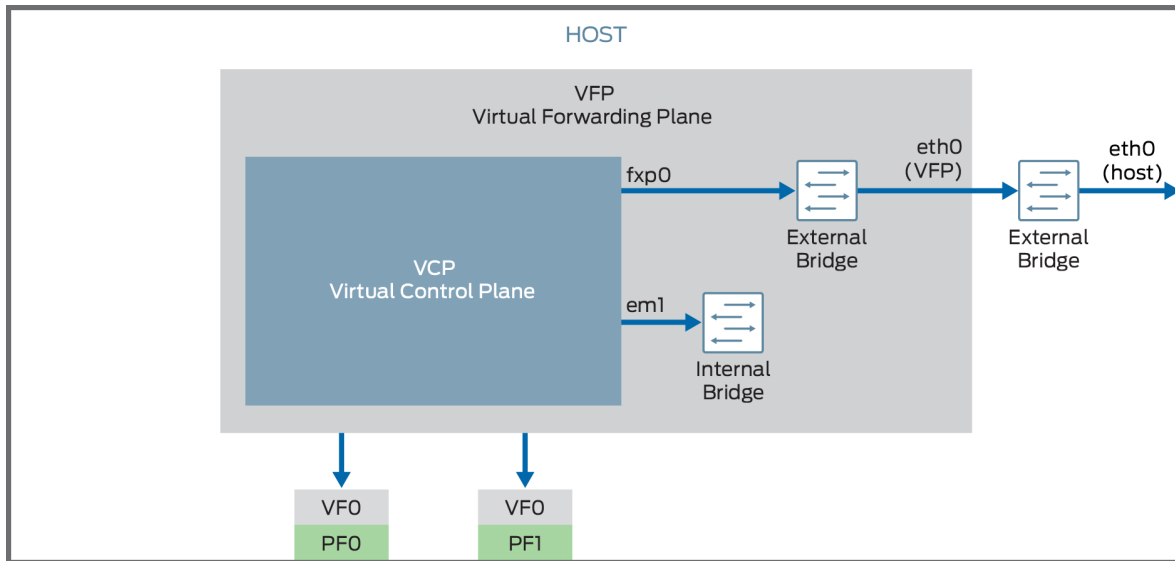 HOST
VFP
Virtual Forwarding Plane
VCP
Virtual Control Plane
fxp0
External
Bridge
eth0
(VFP)
External
Bridge
eth0
(host)
em1
Internal
Bridge
VF0
PF0
VF0
PF1